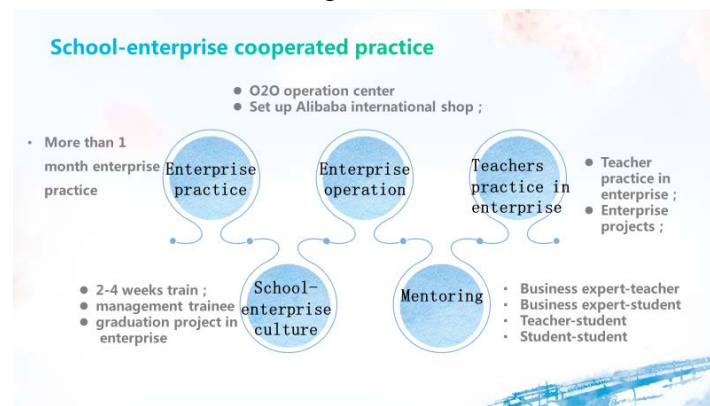 School-enterprise cooperated practice
● O2O operation center
● Set up Alibaba international shop ;
• More than 1
month enterprise
practice
Enterprise
practice
Enterprise
operation
Teachers
practice in
enterprise
● Teacher
practice in
enterprise ;
● Enterprise
projects ;
● 2-4 weeks train ;
● management trainee
● graduation project in
enterprise
School-
enterprise
culture
Mentoring
• Business expert-teacher
• Business expert-student
• Teacher-student
• Student-student